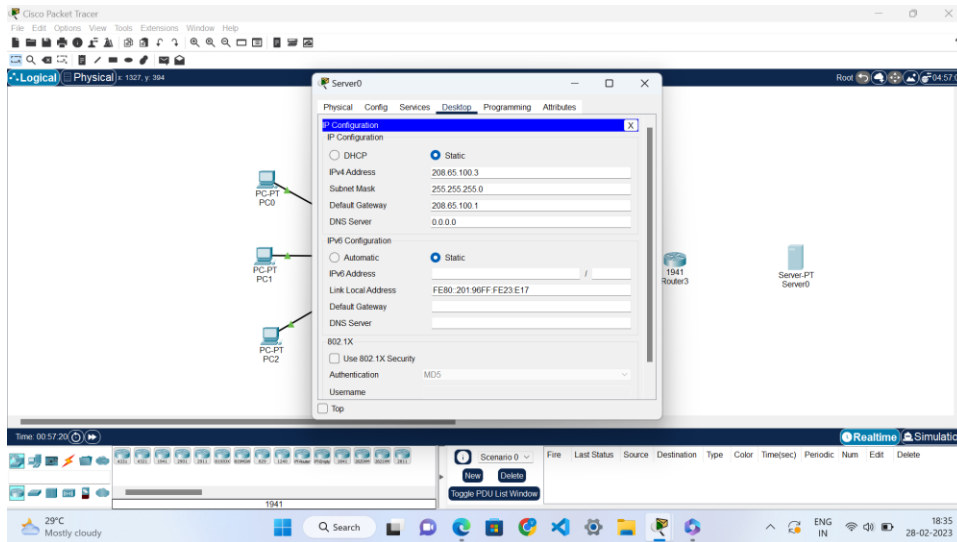 Cisco Packet Tracer
File Edit Options View Tools Extensions Window Help
Logical Physical x: 1327, y: 394 Root 04:57:0
Server0
Physical Config Services Desktop Programming Attributes
IP Configuration X
IP Configuration
DHCP Static
IPv4 Address 208.65.100.3
Subnet Mask 255.255.255.0
Default Gateway 208.65.100.1
DNS Server 0.0.0.0
IPv6 Configuration
Automatic Static
IPv6 Address /
Link Local Address FE80::201:96FF:FE23:E17
Default Gateway
DNS Server
802.1X
Use 802.1X Security
Authentication MD5
Username
Top
PC-PT
PC0
PC-PT
PC1
PC-PT
PC2
1941
Router3
Server-PT
Server0
Time: 00:57:20 Realtime Simulatic
Scenario 0 Fire Last Status Source Destination Type Color Time(sec) Periodic Num Edit Delete
New Delete
Toggle PDU List Window
1941
29°C
Mostly cloudy
Search
ENG
IN
18:35
28-02-2023